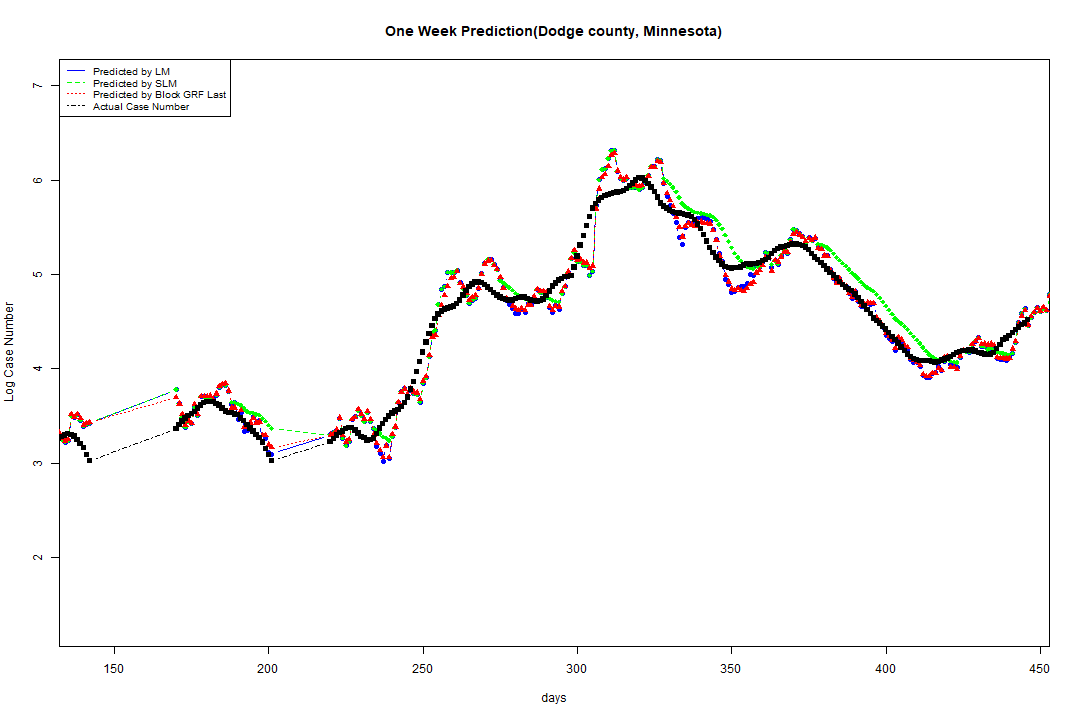 One Week Prediction(Dodge county, Minnesota)
Predicted by LM
Predicted by SLM
Predicted by Block GRF Last
Actual Case Number
Log Case Number
7
6
5
4
3
2
150 200 250 300 350 400 450
days